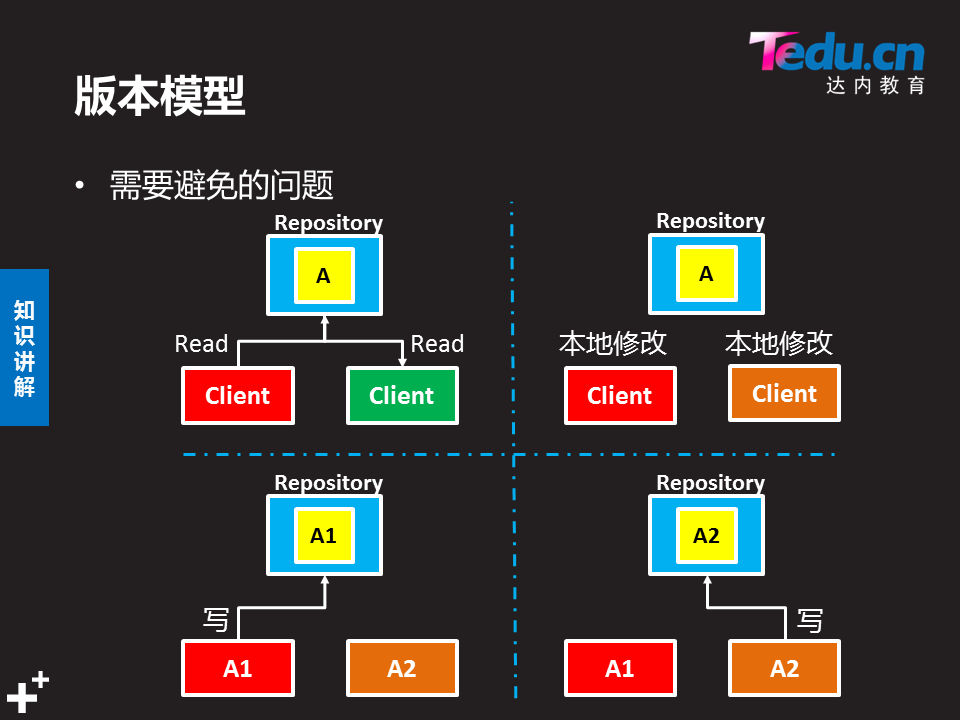 Tedu.cn
达内教育
版本模型
• 需要避免的问题
知识讲解
Repository
A
Read
Read
Client
Client
Repository
A
本地修改
本地修改
Client
Client
Repository
A1
写
A1
A2
Repository
A2
写
A1
A2